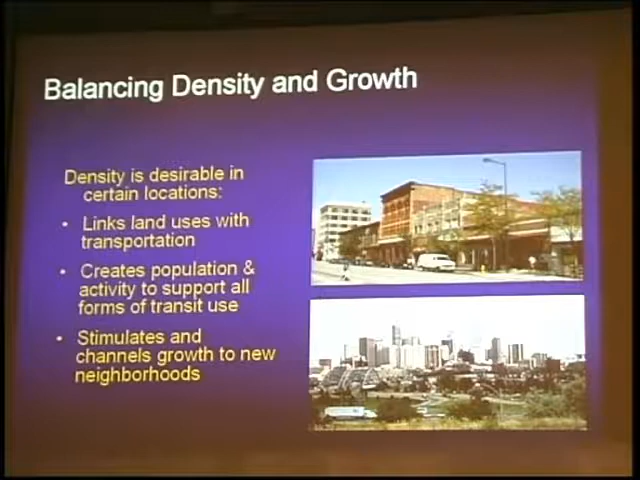 Balancing Density and Growth
Density is desirable in
certain locations:
• Links land uses with
transportation
• Creates population &
activity to support all
forms of transit use
• Stimulates and
channels growth to new
neighborhoods